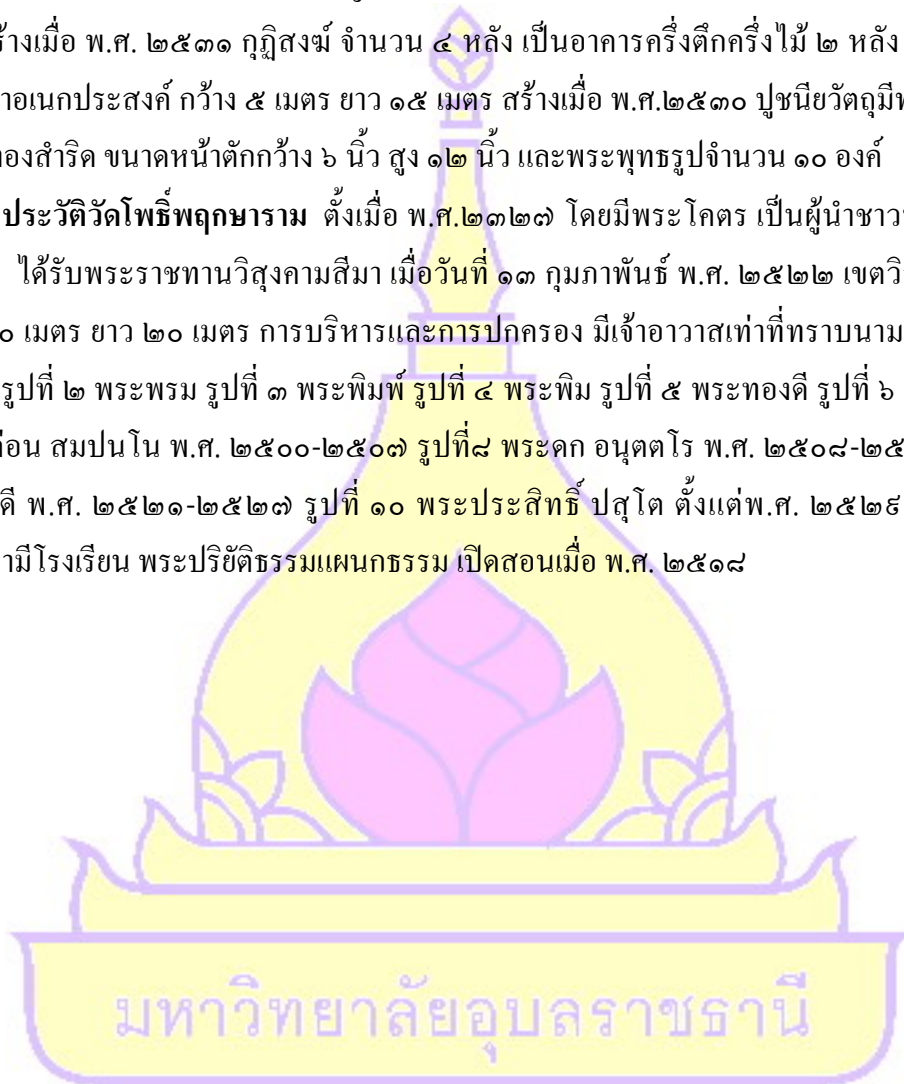 ร้างเมื่อ พ.ศ. ๒๕๓๑ กุฏิสงฆ์ จำนวน ๔ หลัง เป็นอาคารครึ่งตึกครึ่งไม้ ๒ หลัง
าอเนกประสงค์ กว้าง ๕ เมตร ยาว ๑๕ เมตร สร้างเมื่อ พ.ศ.๒๕๓๐ ปูชนียวัตถุมีพ
ทองสำริด ขนาดหน้าตักกว้าง ๖ นิ้ว สูง ๑๒ นิ้ว และพระพุทธรูปจำนวน ๑๐ องค์
ประวัติวัดโพธิ์พฤกษาราม ตั้งเมื่อ พ.ศ.๒๓๒๗ โดยมีพระโคตร เป็นผู้นำชาว
ได้รับพระราชทานวิสุงคามสีมา เมื่อวันที่ ๑๓ กุมภาพันธ์ พ.ศ. ๒๕๒๒ เขตวิ
๐ เมตร ยาว ๒๐ เมตร การบริหารและการปกครอง มีเจ้าอาวาสเท่าที่ทราบนาม
รูปที่ ๒ พระพรม รูปที่ ๓ พระพิมพ์ รูปที่ ๔ พระพิม รูปที่ ๕ พระทองดี รูปที่ ๖
อน สมปนโน พ.ศ. ๒๕๐๐-๒๕๐๗ รูปที่๘ พระดก อนุตตโร พ.ศ. ๒๕๐๘-๒๕
ดี พ.ศ. ๒๕๒๑-๒๕๒๗ รูปที่ ๑๐ พระประสิทธิ์ ปสุโต ตั้งแต่พ.ศ. ๒๕๒๙
ามีโรงเรียน พระปริยัติธรรมแผนกธรรม เปิดสอนเมื่อ พ.ศ. ๒๕๑๘
มหาวิทยาลัยอุบลราชธานี